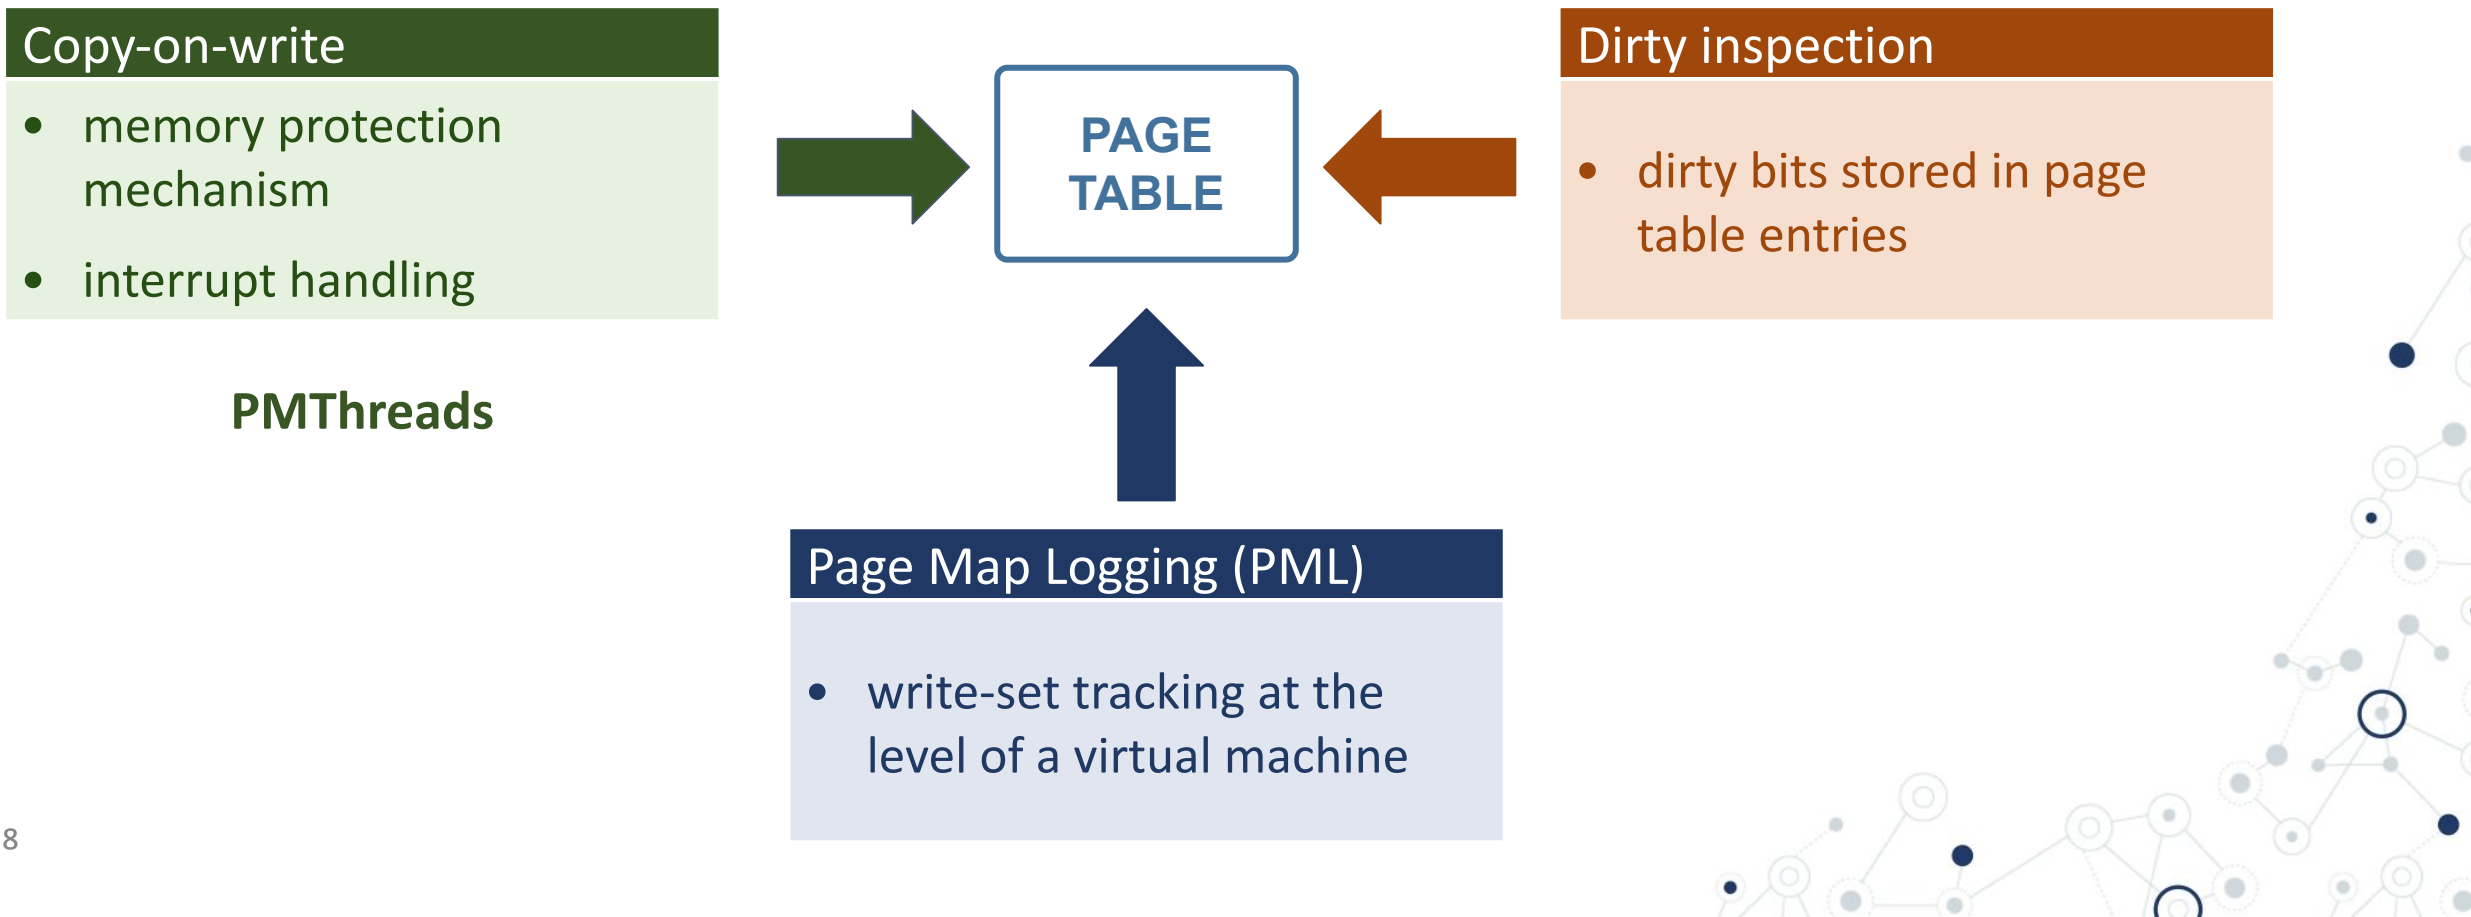 Copy-on-write
• memory protection
mechanism
• interrupt handling
PMThreads
PAGE
TABLE
Dirty inspection
• dirty bits stored in page
table entries
Page Map Logging (PML)
• write-set tracking at the
level of a virtual machine
8